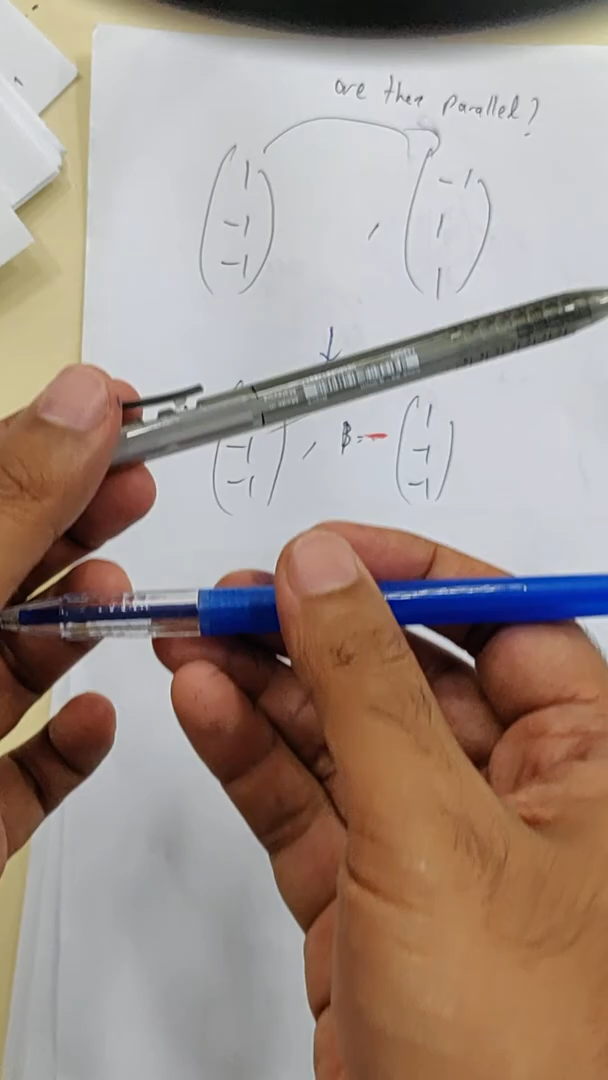 are they parallel?
( 1 -1 -1 ) , ( -1 1 1 )
↓
( -1 -1 ) , B = - ( 1 -1 -1 )